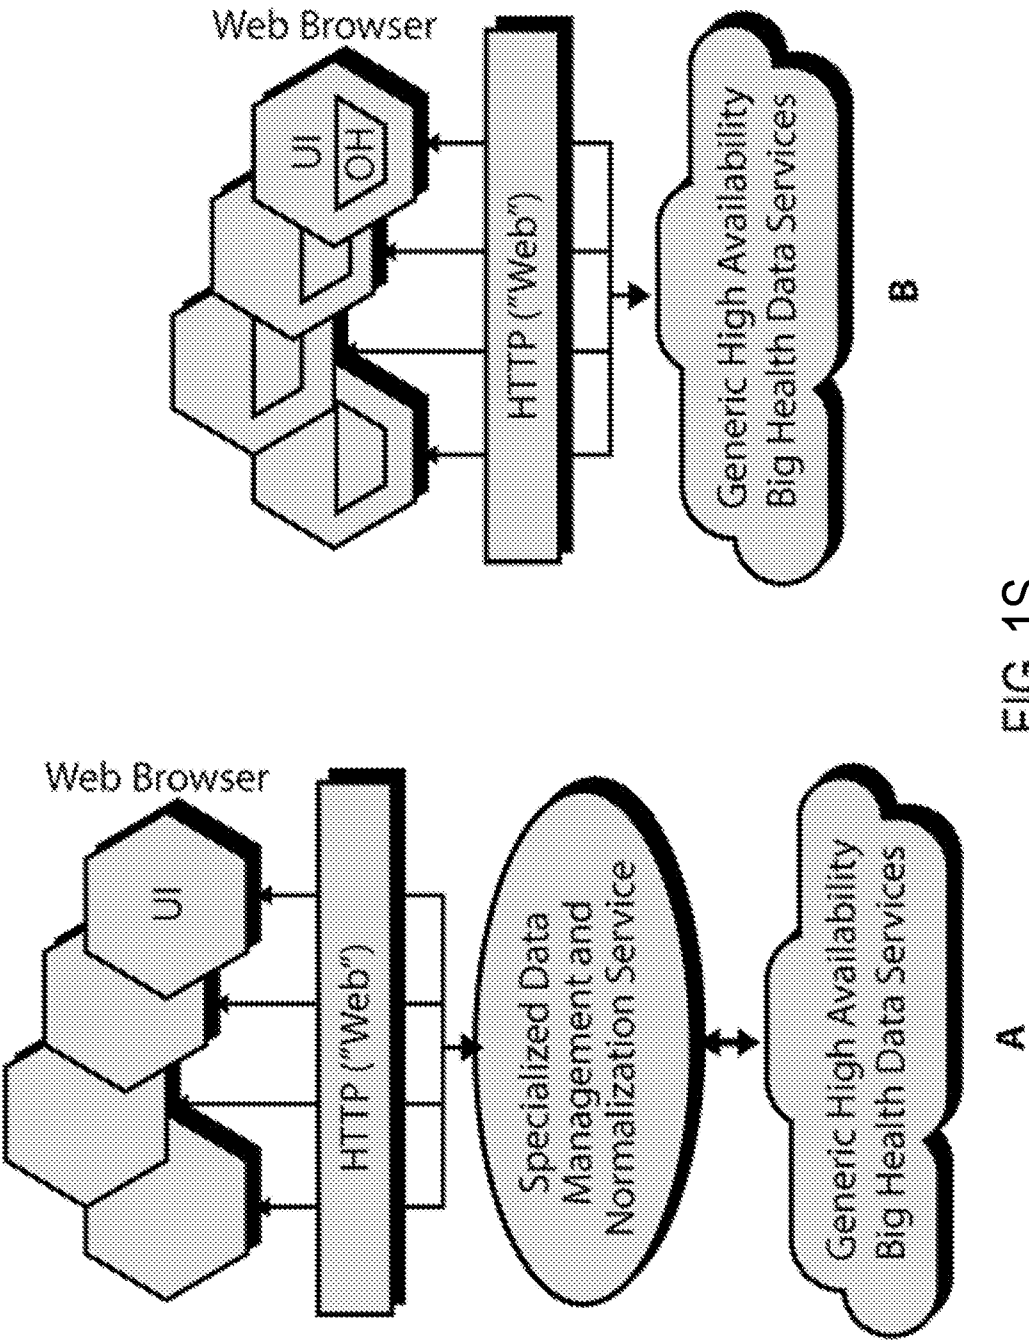 Web Browser
UI
HTTP ("Web")
Specialized Data
Management and
Normalization Service
Generic High Availability
Big Health Data Services
A
Web Browser
UI
OH
HTTP ("Web")
Generic High Availability
Big Health Data Services
B
FIG. 1S